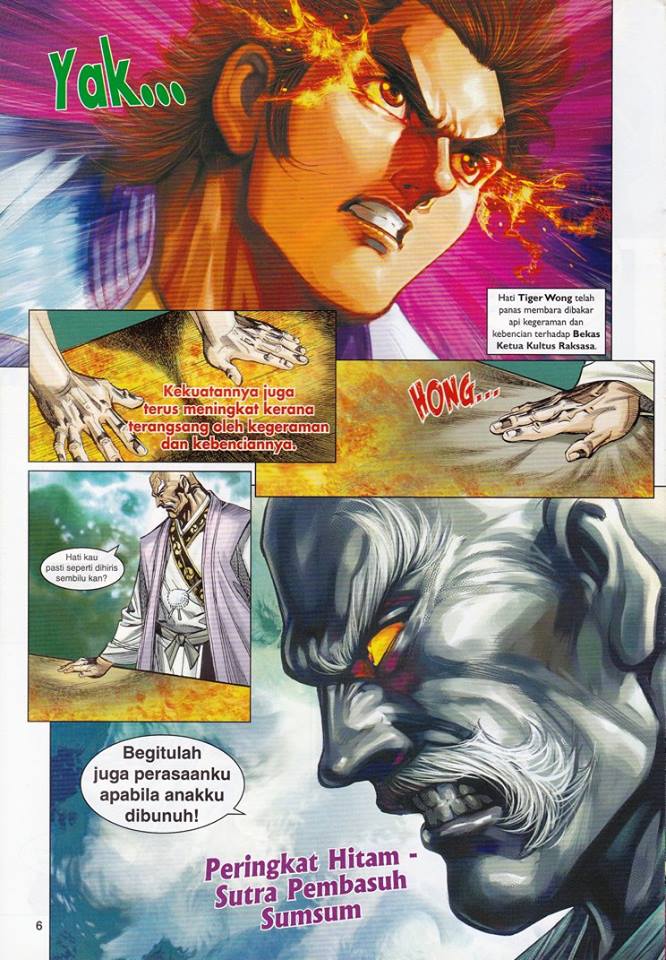 Yak...
Hati Tiger Wong telah
panas membara dibakar
api kegeraman dan
kebencian terhadap Bekas
Ketua Kultus Raksasa.
Kekuatannya juga
terus meningkat kerana
terangsang oleh kegeraman
dan kebenciannya.
HONG...
Hati kau
pasti seperti dihiris
sembilu kan?
Begitulah
juga perasaanku
apabila anakku
dibunuh!
Peringkat Hitam -
Sutra Pembasuh
Sumsum
6